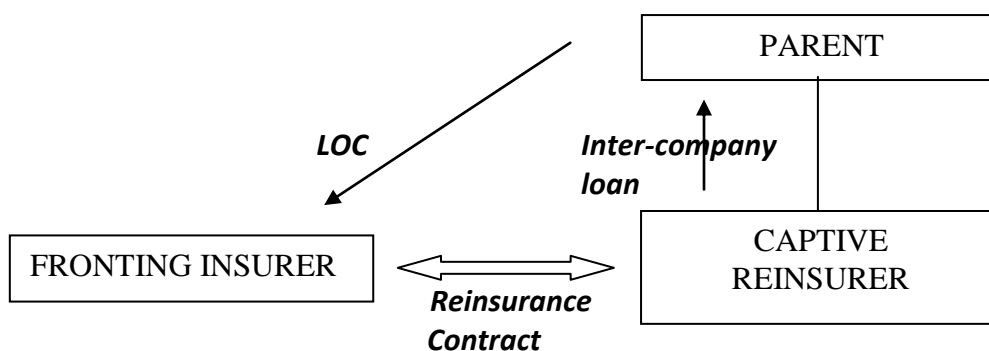 PARENT
LOC
Inter-company
loan
FRONTING INSURER
CAPTIVE
REINSURER
Reinsurance
Contract